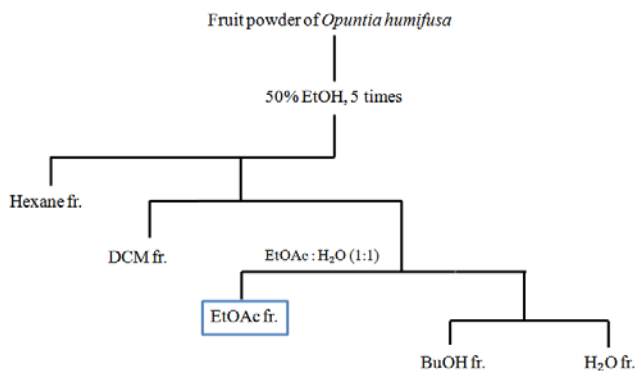 Fruit powder of Opuntia humifusa
50% EtOH, 5 times
Hexane fr.
DCM fr.
EtOAc : H₂O (1:1)
EtOAc fr.
BuOH fr.
H₂O fr.